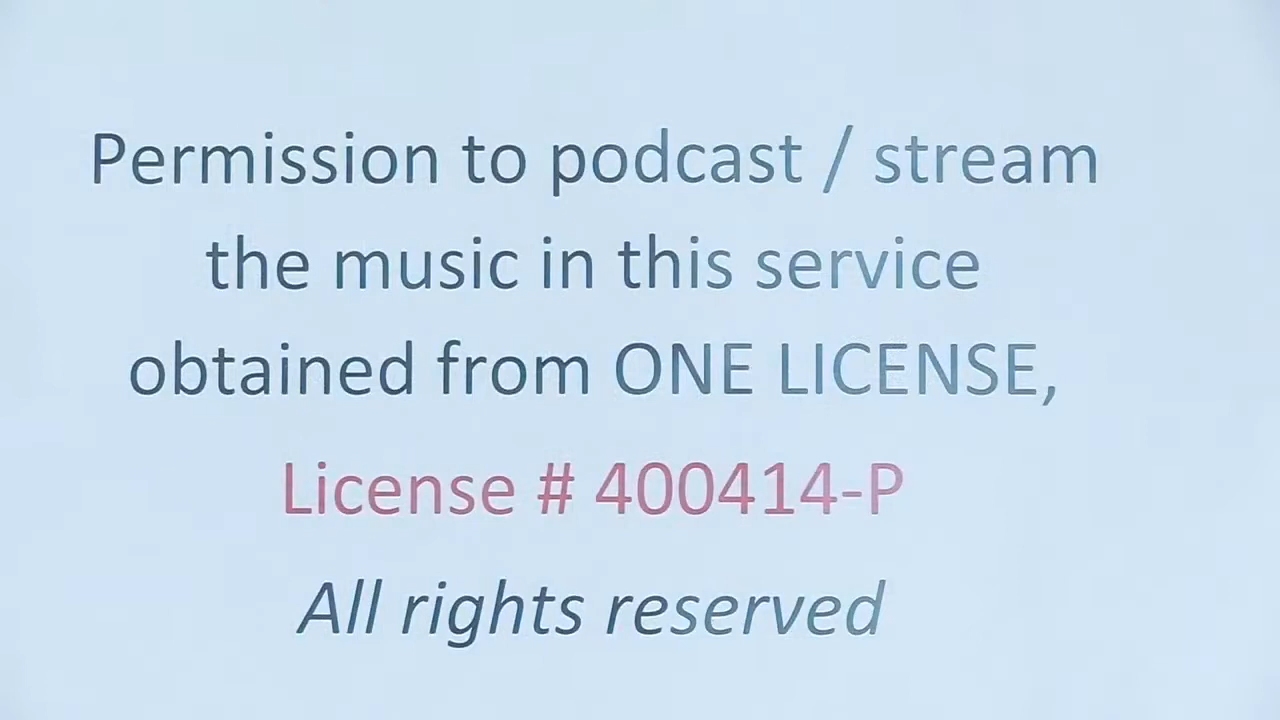 Permission to podcast / stream
the music in this service
obtained from ONE LICENSE,
License # 400414-P
All rights reserved